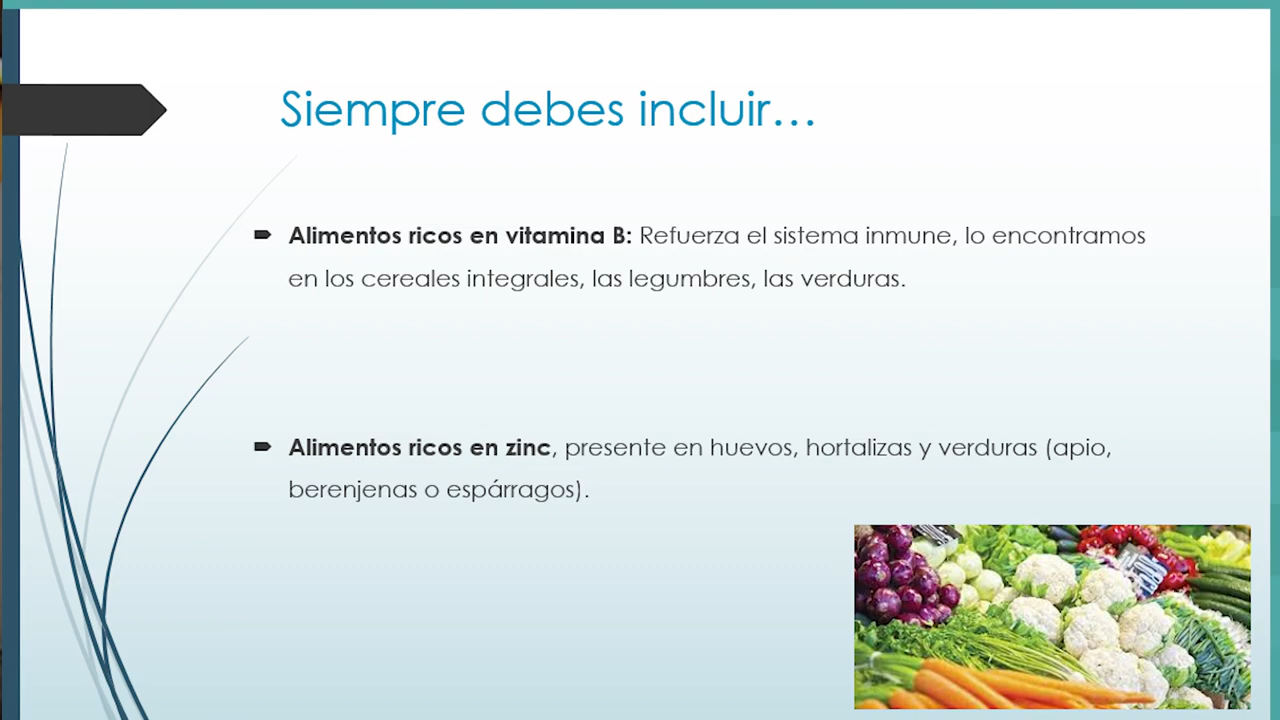 Siempre debes incluir…
Alimentos ricos en vitamina B: Refuerza el sistema inmune, lo encontramos
en los cereales integrales, las legumbres, las verduras.
Alimentos ricos en zinc, presente en huevos, hortalizas y verduras (apio,
berenjenas o espárragos).